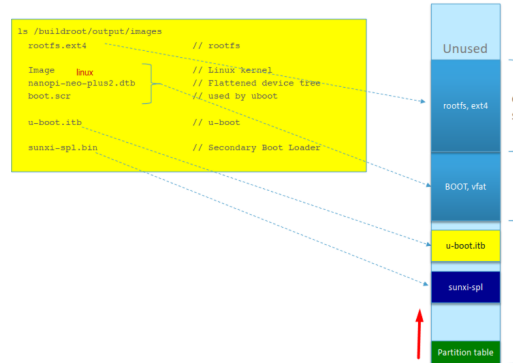 ls /buildroot/output/images
rootfs.ext4 // rootfs
Image linux // Linux kernel
nanopi-neo-plus2.dtb // Flattened device tree
boot.scr // used by uboot
u-boot.itb // u-boot
sunxi-spl.bin // Secondary Boot Loader
Unused
rootfs, ext4
BOOT, vfat
u-boot.itb
sunxi-spl
Partition table